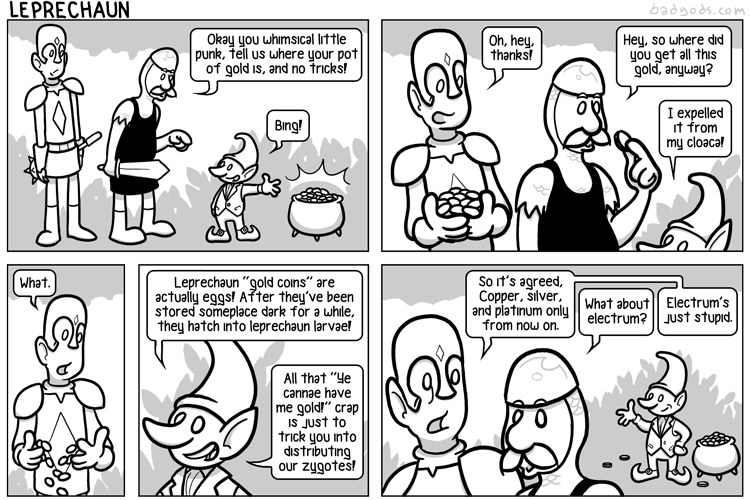 LEPRECHAUN
badgods.com
Okay you whimsical little
punk, tell us where your pot
of gold is, and no tricks!
Bing!
Oh, hey,
thanks!
Hey, so where did
you get all this
gold, anyway?
I expelled
it from
my cloaca!
What.
Leprechaun "gold coins" are
actually eggs! After they've been
stored someplace dark for a while,
they hatch into leprechaun larvae!
All that "Ye
cannae have
me gold!" crap
is just to
trick you into
distributing
our zygotes!
So it's agreed,
Copper, silver,
and platinum only
from now on.
What about
electrum?
Electrum's
just stupid.